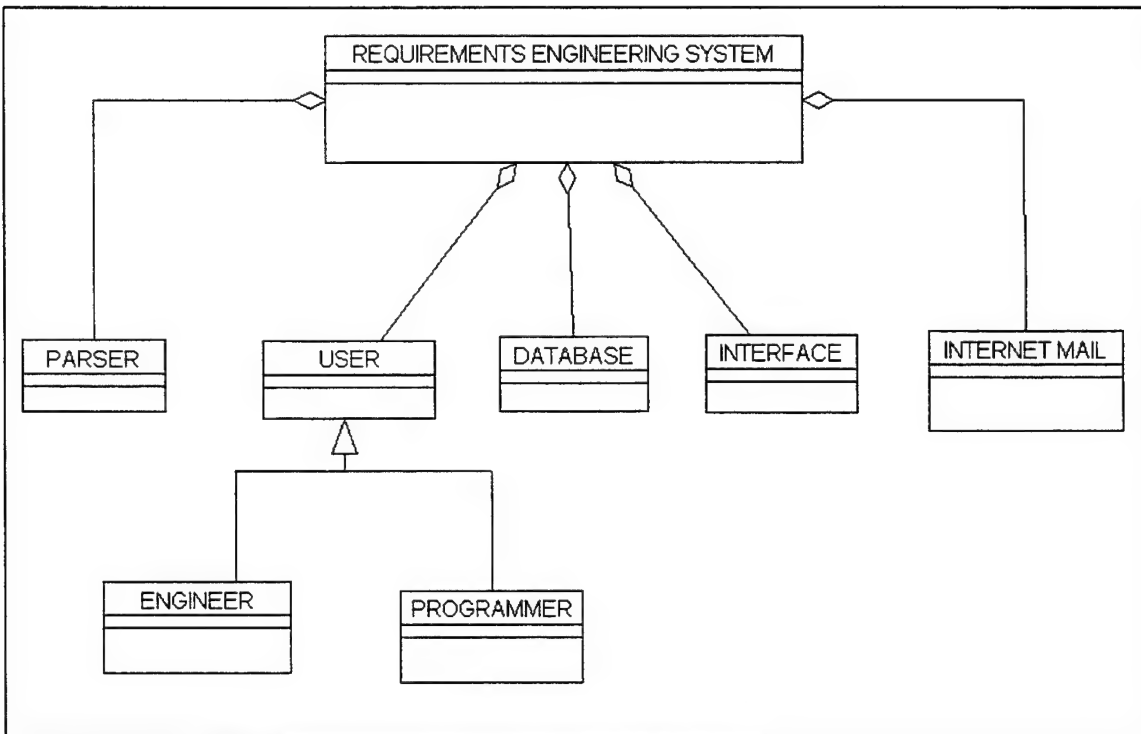 REQUIREMENTS ENGINEERING SYSTEM
PARSER
USER
DATABASE
INTERFACE
INTERNET MAIL
ENGINEER
PROGRAMMER